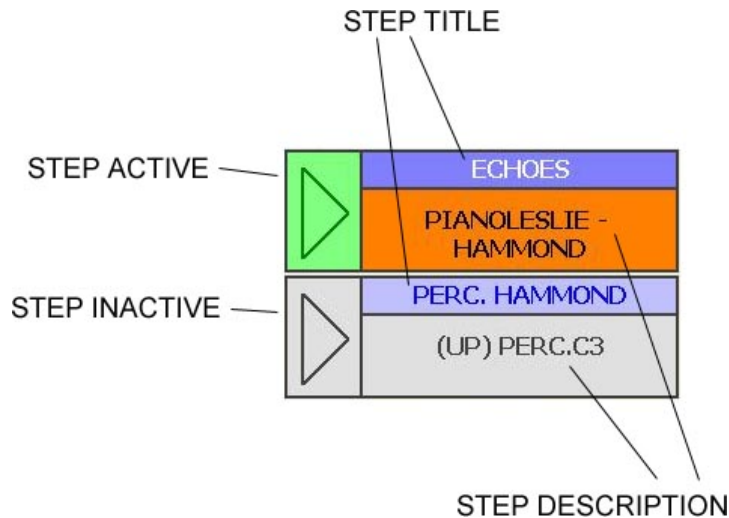 STEP TITLE
STEP ACTIVE
ECHOES
PIANOLESLIE -
HAMMOND
STEP INACTIVE
PERC. HAMMOND
(UP) PERC.C3
STEP DESCRIPTION